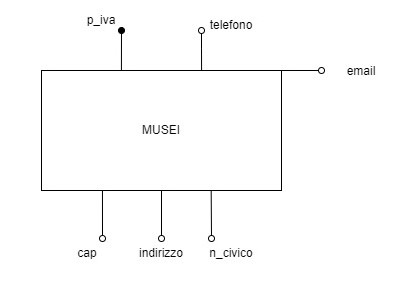 p_iva
telefono
email
MUSEI
cap
indirizzo
n_civico